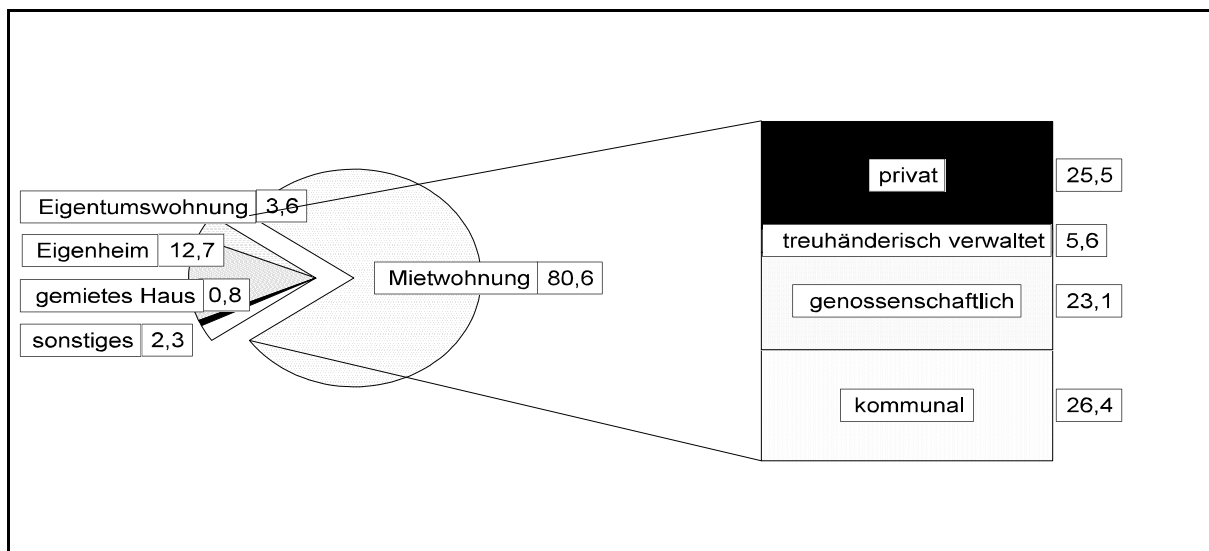 Eigentumswohnung 3,6
Eigenheim 12,7
gemietes Haus 0,8
sonstiges 2,3
Mietwohnung 80,6
privat 25,5
treuhänderisch verwaltet 5,6
genossenschaftlich 23,1
kommunal 26,4